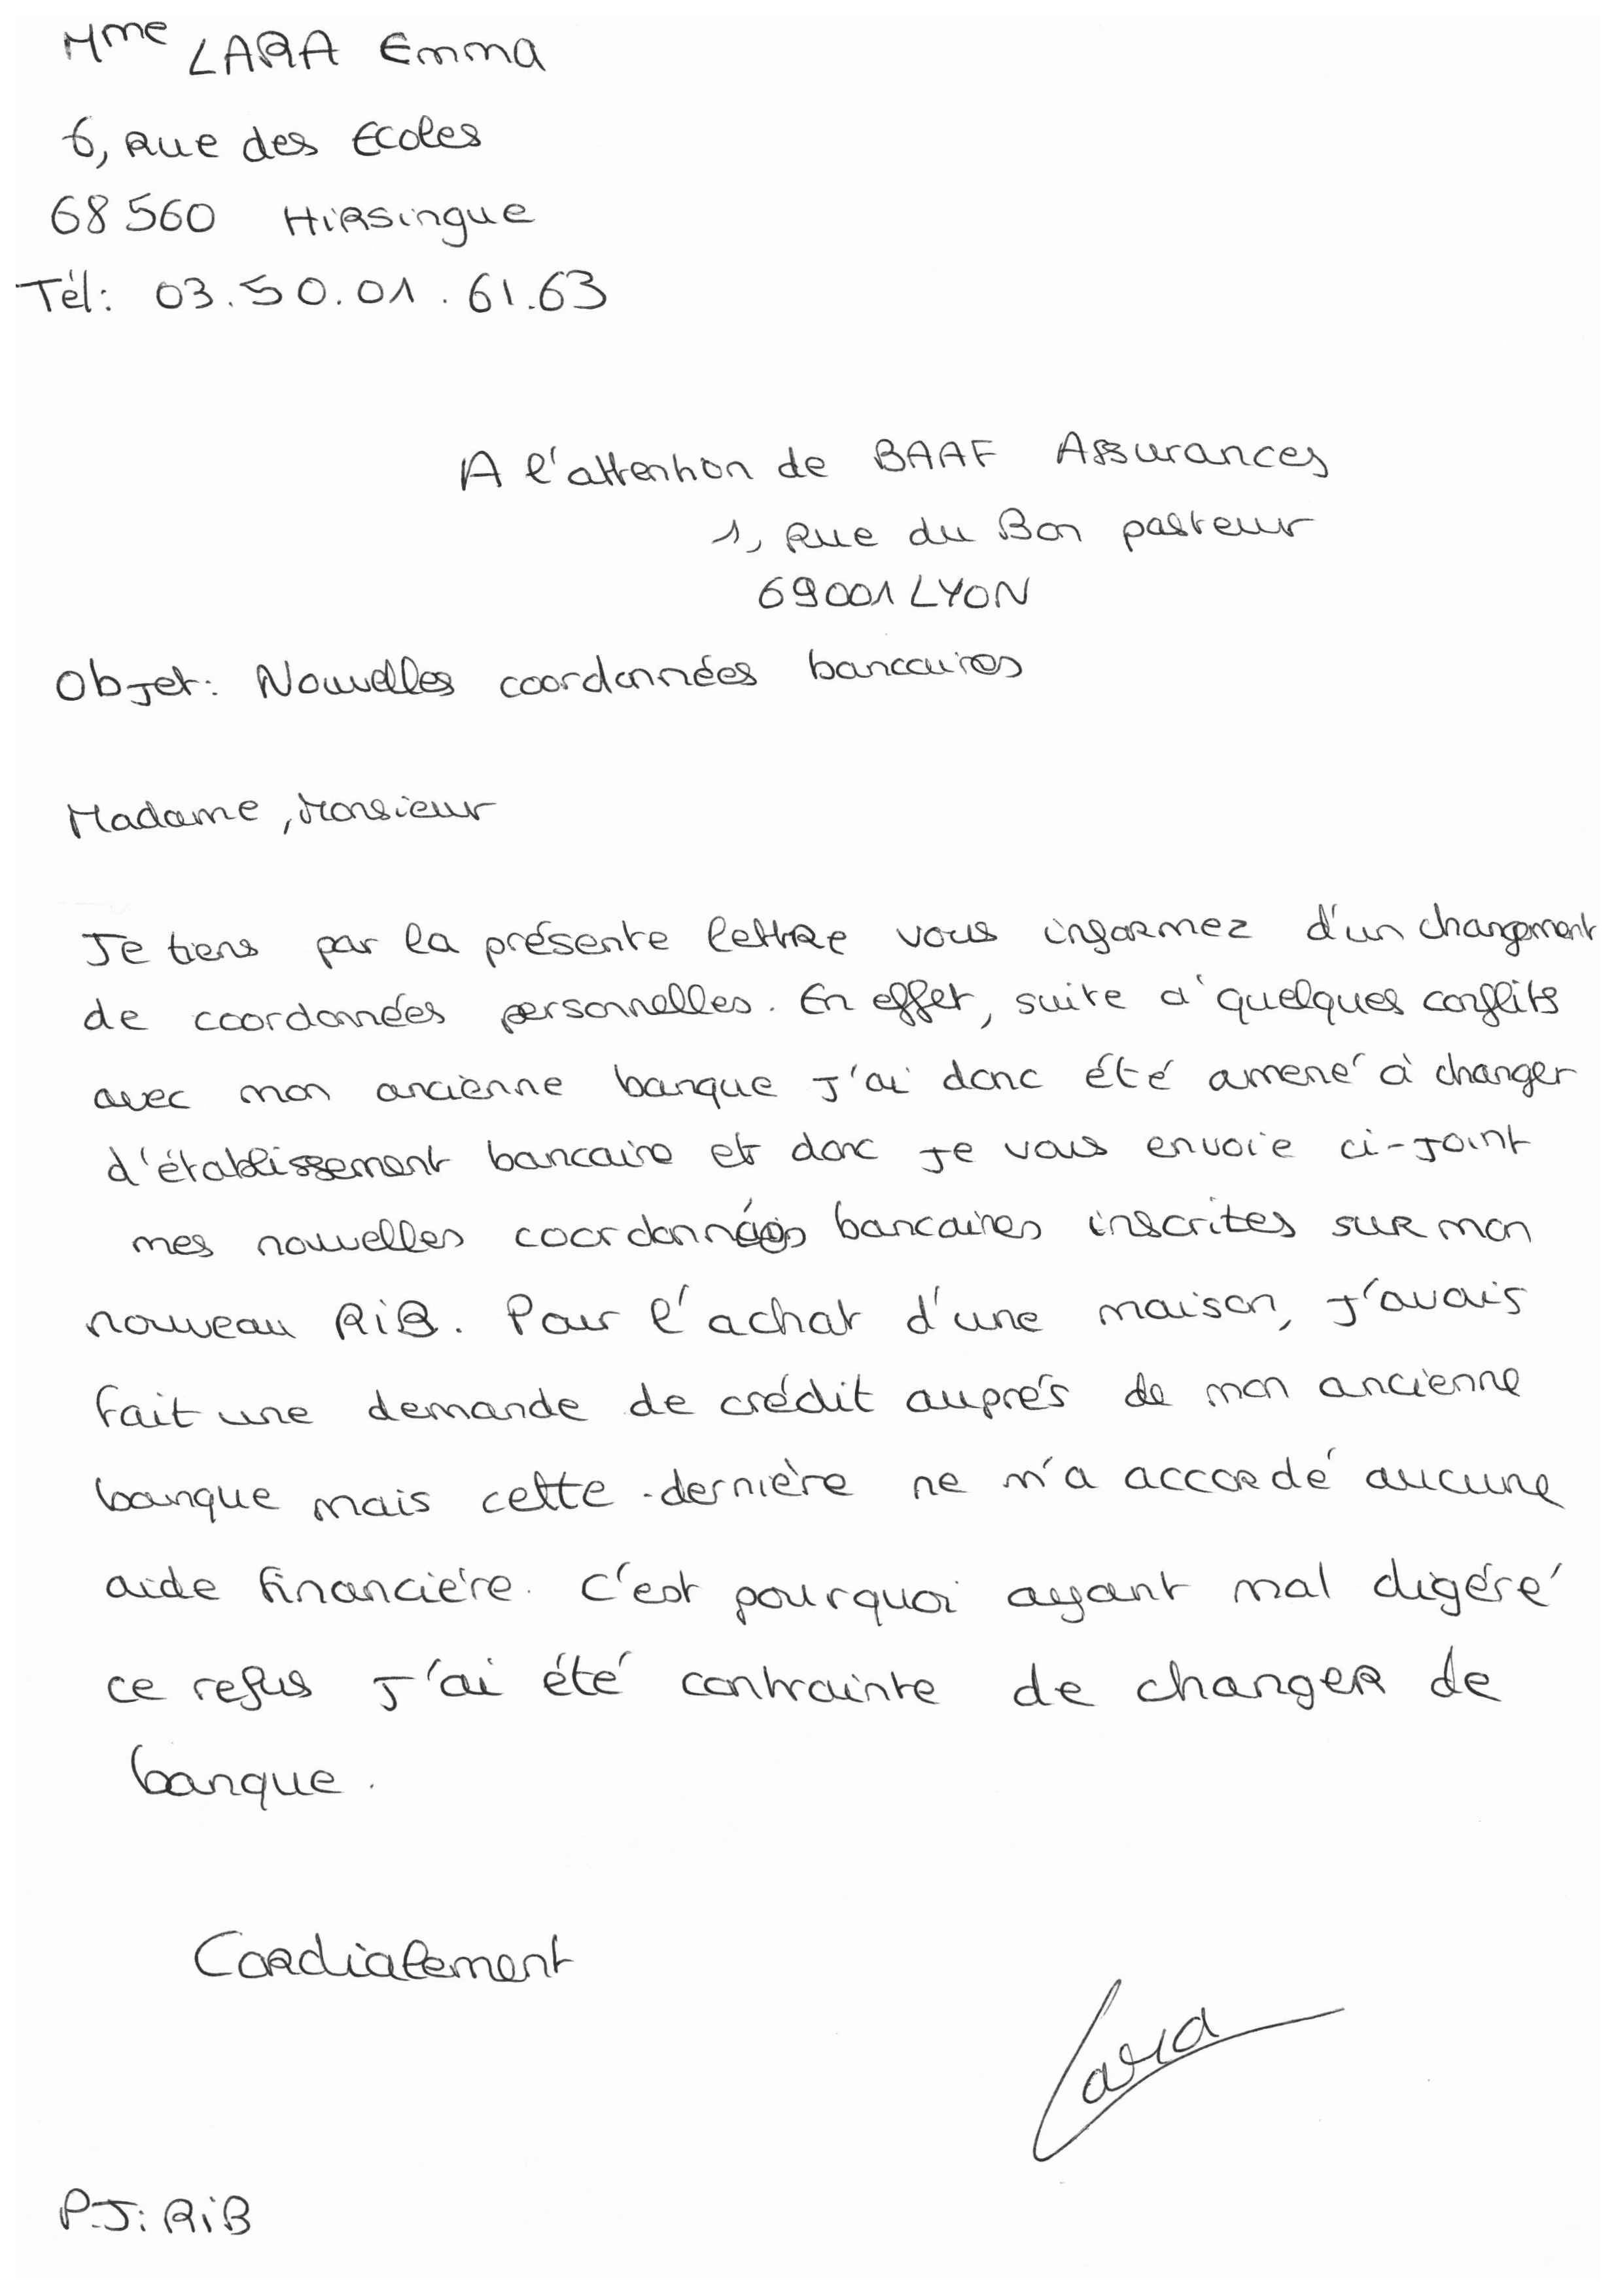 Mme LARA Emma
6, Rue des Ecoles
68560 Hirsingue
Tél: 03.50.01.61.63
A l'attention de BAAF Assurances
1, Rue du Bon pasteur
69001 LYON
Objet: Nouvelles coordonnées bancaires
Madame, Monsieur
Je tiens par la présente lettre vous informez d'un changement
de coordonnées personnelles. En effet, suite à quelques conflits
avec mon ancienne banque j'ai donc été amené à changer
d'établissement bancaire et donc je vous envoie ci-joint
mes nouvelles coordonnées bancaires inscrites sur mon
nouveau RiB. Pour l'achat d'une maison, j'avais
fait une demande de crédit auprés de mon ancienne
banque mais cette dernière ne m'a accordé aucune
aide financiére. C'est pourquoi ayant mal digéré
ce refus j'ai été contrainte de changer de
banque.
Cordialement
Lara
P.J: RiB